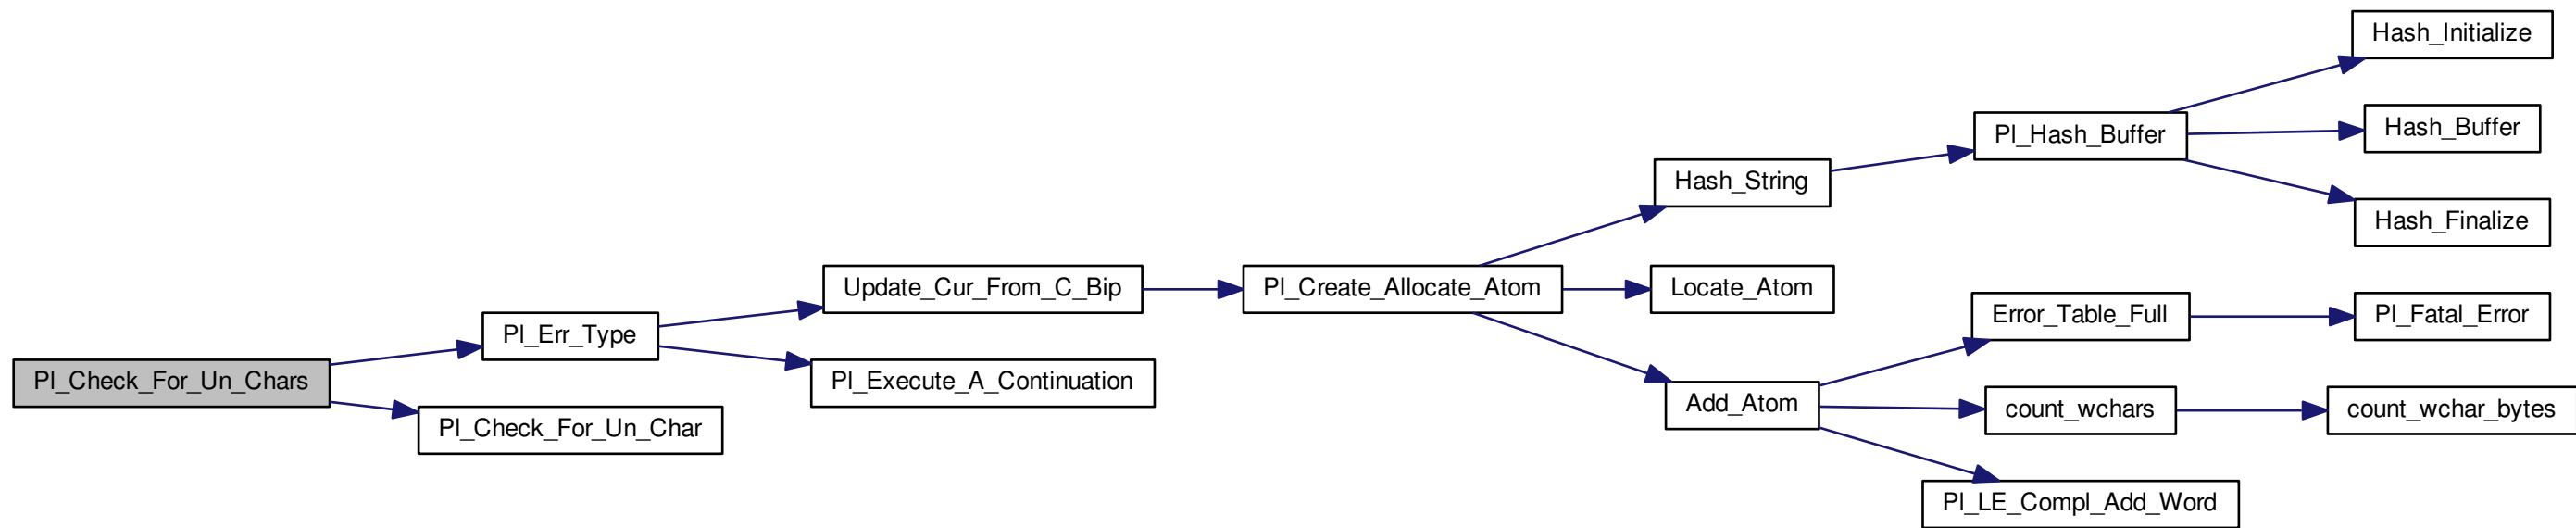 Pl_Check_For_Un_Chars
Pl_Err_Type
Pl_Check_For_Un_Char
Update_Cur_From_C_Bip
Pl_Execute_A_Continuation
Pl_Create_Allocate_Atom
Hash_String
Locate_Atom
Add_Atom
Pl_Hash_Buffer
Error_Table_Full
count_wchars
Pl_LE_Compl_Add_Word
Hash_Initialize
Hash_Buffer
Hash_Finalize
Pl_Fatal_Error
count_wchar_bytes